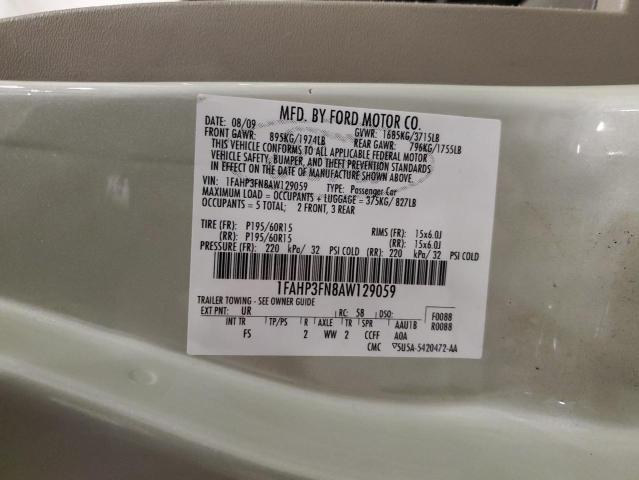 MFD. BY FORD MOTOR CO.
DATE: 08/09 GVWR: 1685KG/3715LB
FRONT GAWR: 895KG/1974LB REAR GAWR: 796KG/1755LB
THIS VEHICLE CONFORMS TO ALL APPLICABLE FEDERAL MOTOR
VEHICLE SAFETY, BUMPER, AND THEFT PREVENTION STANDARDS
IN EFFECT ON THE DATE OF MANUFACTURE SHOWN ABOVE.
VIN: 1FAHP3FN8AW129059 TYPE: Passenger Car
MAXIMUM LOAD = OCCUPANTS + LUGGAGE = 375KG/827LB
OCCUPANTS = 5 TOTAL; 2 FRONT, 3 REAR
TIRE (FR): P195/60R15 RIMS (FR): 15x6.0J
(RR): P195/60R15 (RR): 15x6.0J
PRESSURE (FR): 220 kPa/ 32 PSI COLD (RR) 220 kPa/ 32 PSI COLD
1FAHP3FN8AW129059
TRAILER TOWING - SEE OWNER GUIDE
EXT PNT: UR RC: 58 DSO: F0088
INT TR TP/PS R AXLE TR SPR AAU1B R0088
FS 2 WW 2 CCFF A0A
CMC ▽5U5A-5420472-AA